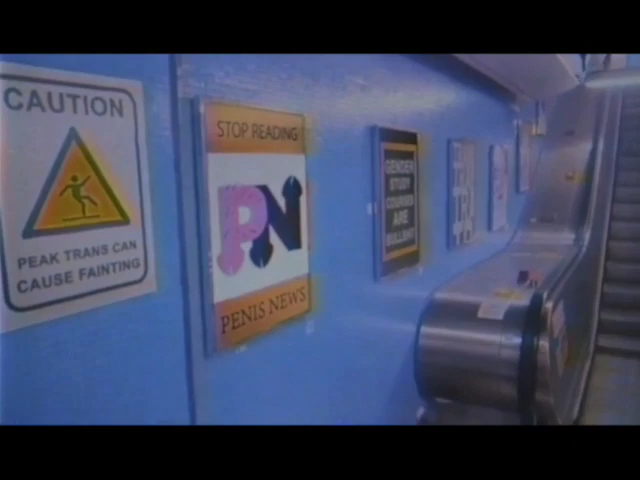 CAUTION
PEAK TRANS CAN
CAUSE FAINTING
STOP READING
PN
PENIS NEWS
GENDER
STUDY
COURSES
ARE
BULLSHIT